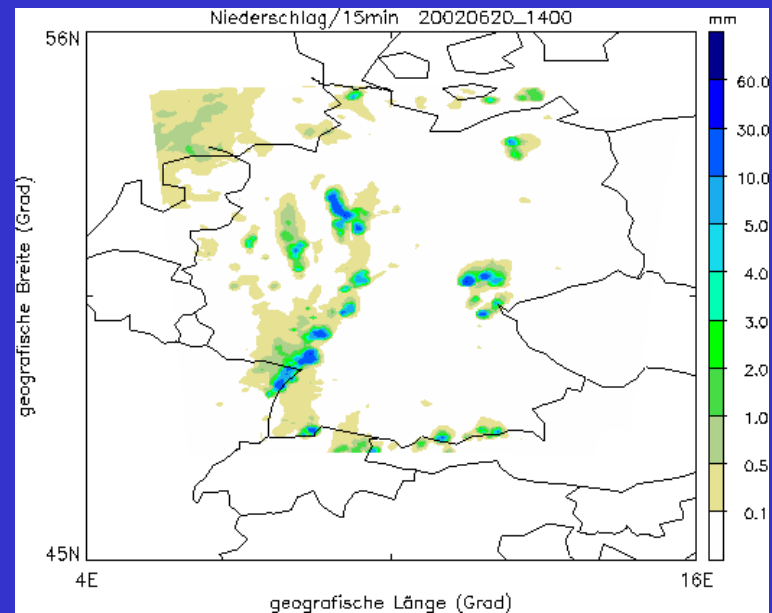 Niederschlag/15min 20020620_1400
mm
56N
60.0
30.0
10.0
5.0
4.0
3.0
2.0
1.0
0.5
0.1
geografische Breite (Grad)
45N
4E
16E
geografische Länge (Grad)